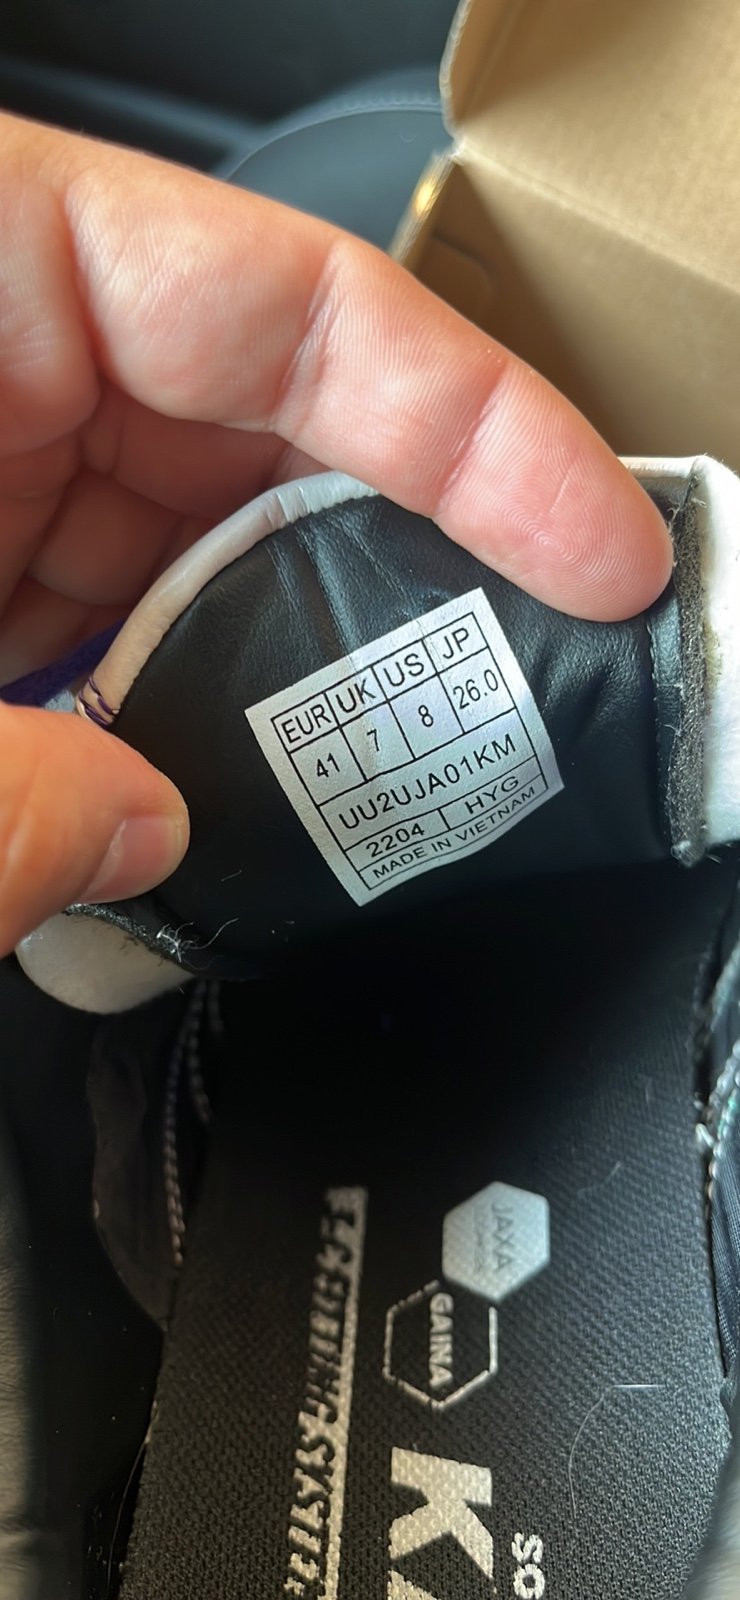 EUR UK US JP
41 7 8 26.0
UU2UJA01KM
2204 HYG
MADE IN VIETNAM
JAXA
GAINA